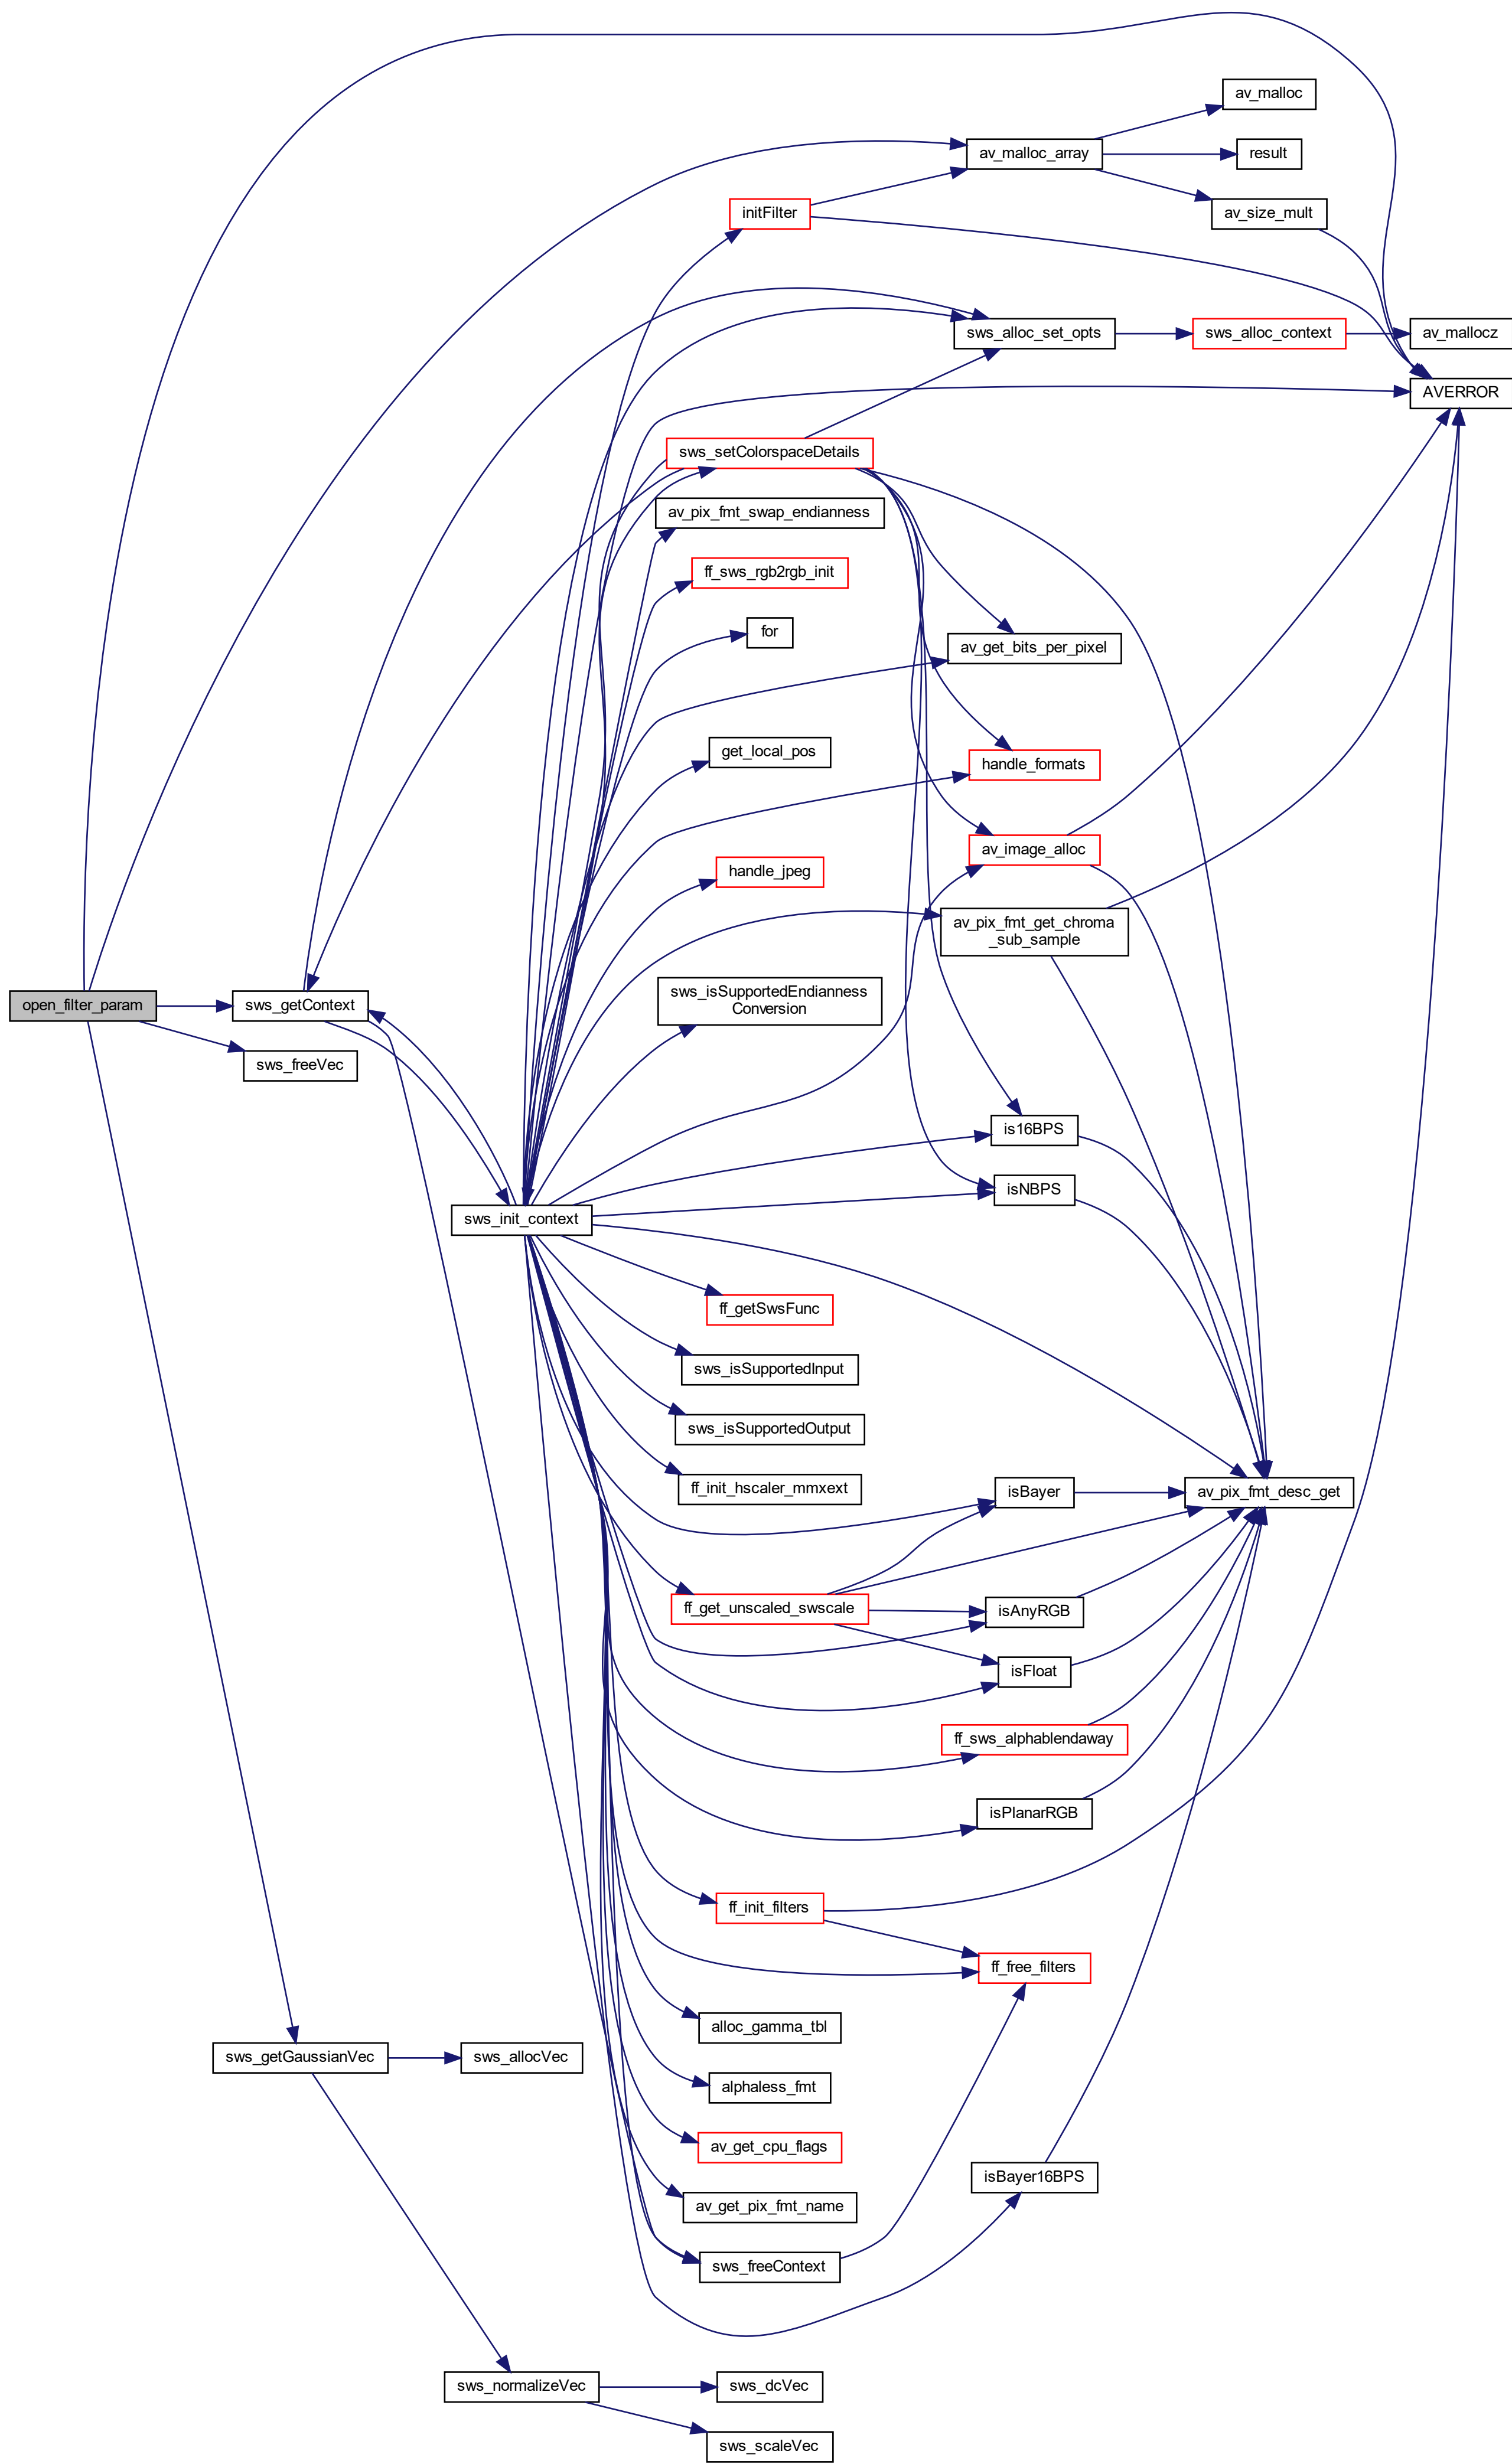 av_malloc
av_malloc_array
result
initFilter
av_size_mult
sws_alloc_set_opts
sws_alloc_context
av_mallocz
AVERROR
sws_setColorspaceDetails
av_pix_fmt_swap_endianness
ff_sws_rgb2rgb_init
for
av_get_bits_per_pixel
get_local_pos
handle_formats
av_image_alloc
handle_jpeg
av_pix_fmt_get_chroma
_sub_sample
open_filter_param
sws_getContext
sws_isSupportedEndianness
Conversion
sws_freeVec
is16BPS
isNBPS
sws_init_context
ff_getSwsFunc
sws_isSupportedInput
sws_isSupportedOutput
ff_init_hscaler_mmxext
isBayer
av_pix_fmt_desc_get
ff_get_unscaled_swscale
isAnyRGB
isFloat
ff_sws_alphablendaway
isPlanarRGB
ff_init_filters
ff_free_filters
alloc_gamma_tbl
sws_getGaussianVec
sws_allocVec
alphaless_fmt
av_get_cpu_flags
isBayer16BPS
av_get_pix_fmt_name
sws_freeContext
sws_normalizeVec
sws_dcVec
sws_scaleVec